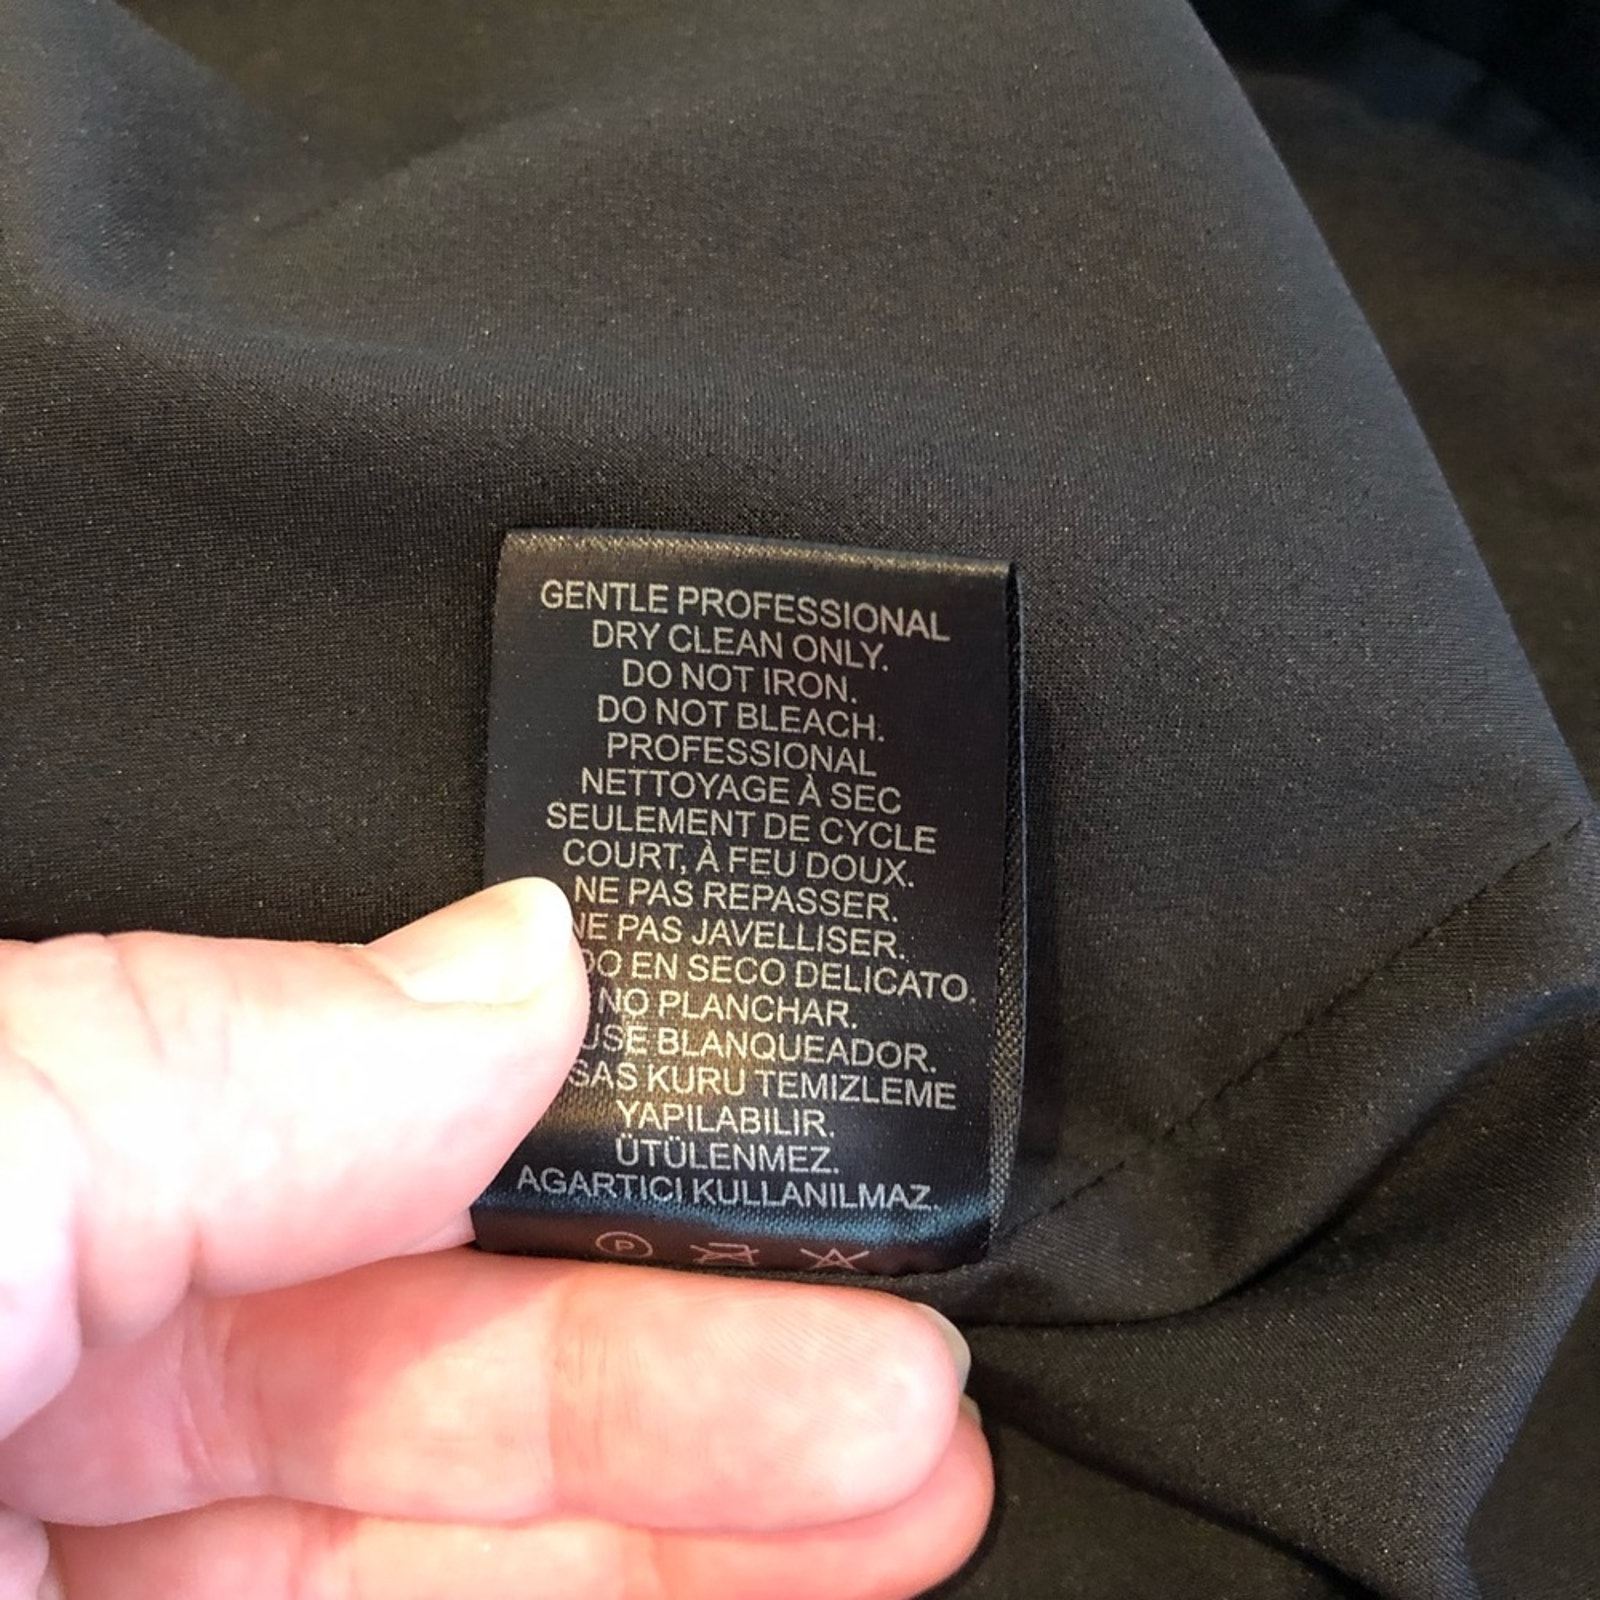 GENTLE PROFESSIONAL
DRY CLEAN ONLY.
DO NOT IRON.
DO NOT BLEACH.
PROFESSIONAL
NETTOYAGE À SEC
SEULEMENT DE CYCLE
COURT, À FEU DOUX.
NE PAS REPASSER.
NE PAS JAVELLISER.
EN SECO DELICATO.
NO PLANCHAR.
USE BLANQUEADOR.
KURU TEMIZLEME
YAPILABILIR.
ÜTÜLENMEZ.
AGARTICI KULLANILMAZ.
P